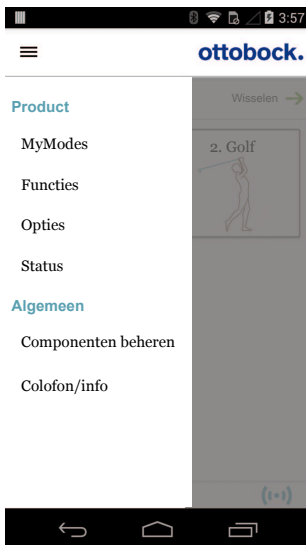 3:57
ottobock.
Product
Wisselen
MyModes
2. Golf
Functies
Opties
Status
Algemeen
Componenten beheren
Colofon/info